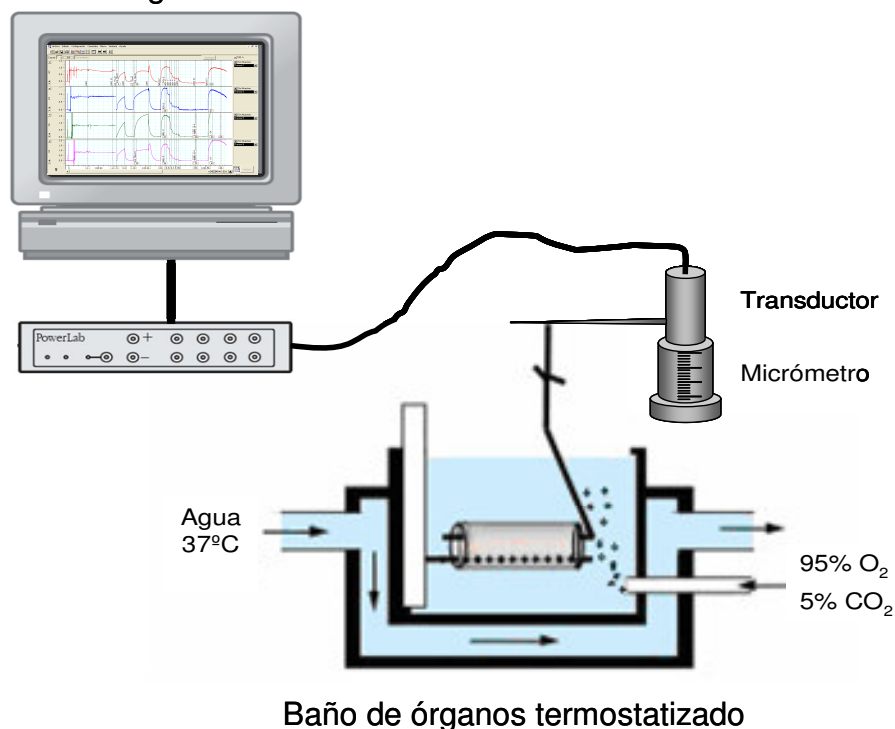 PowerLab
Transductor
Micrómetro
Agua
37ºC
95% O₂
5% CO₂
Baño de órganos termostatizado